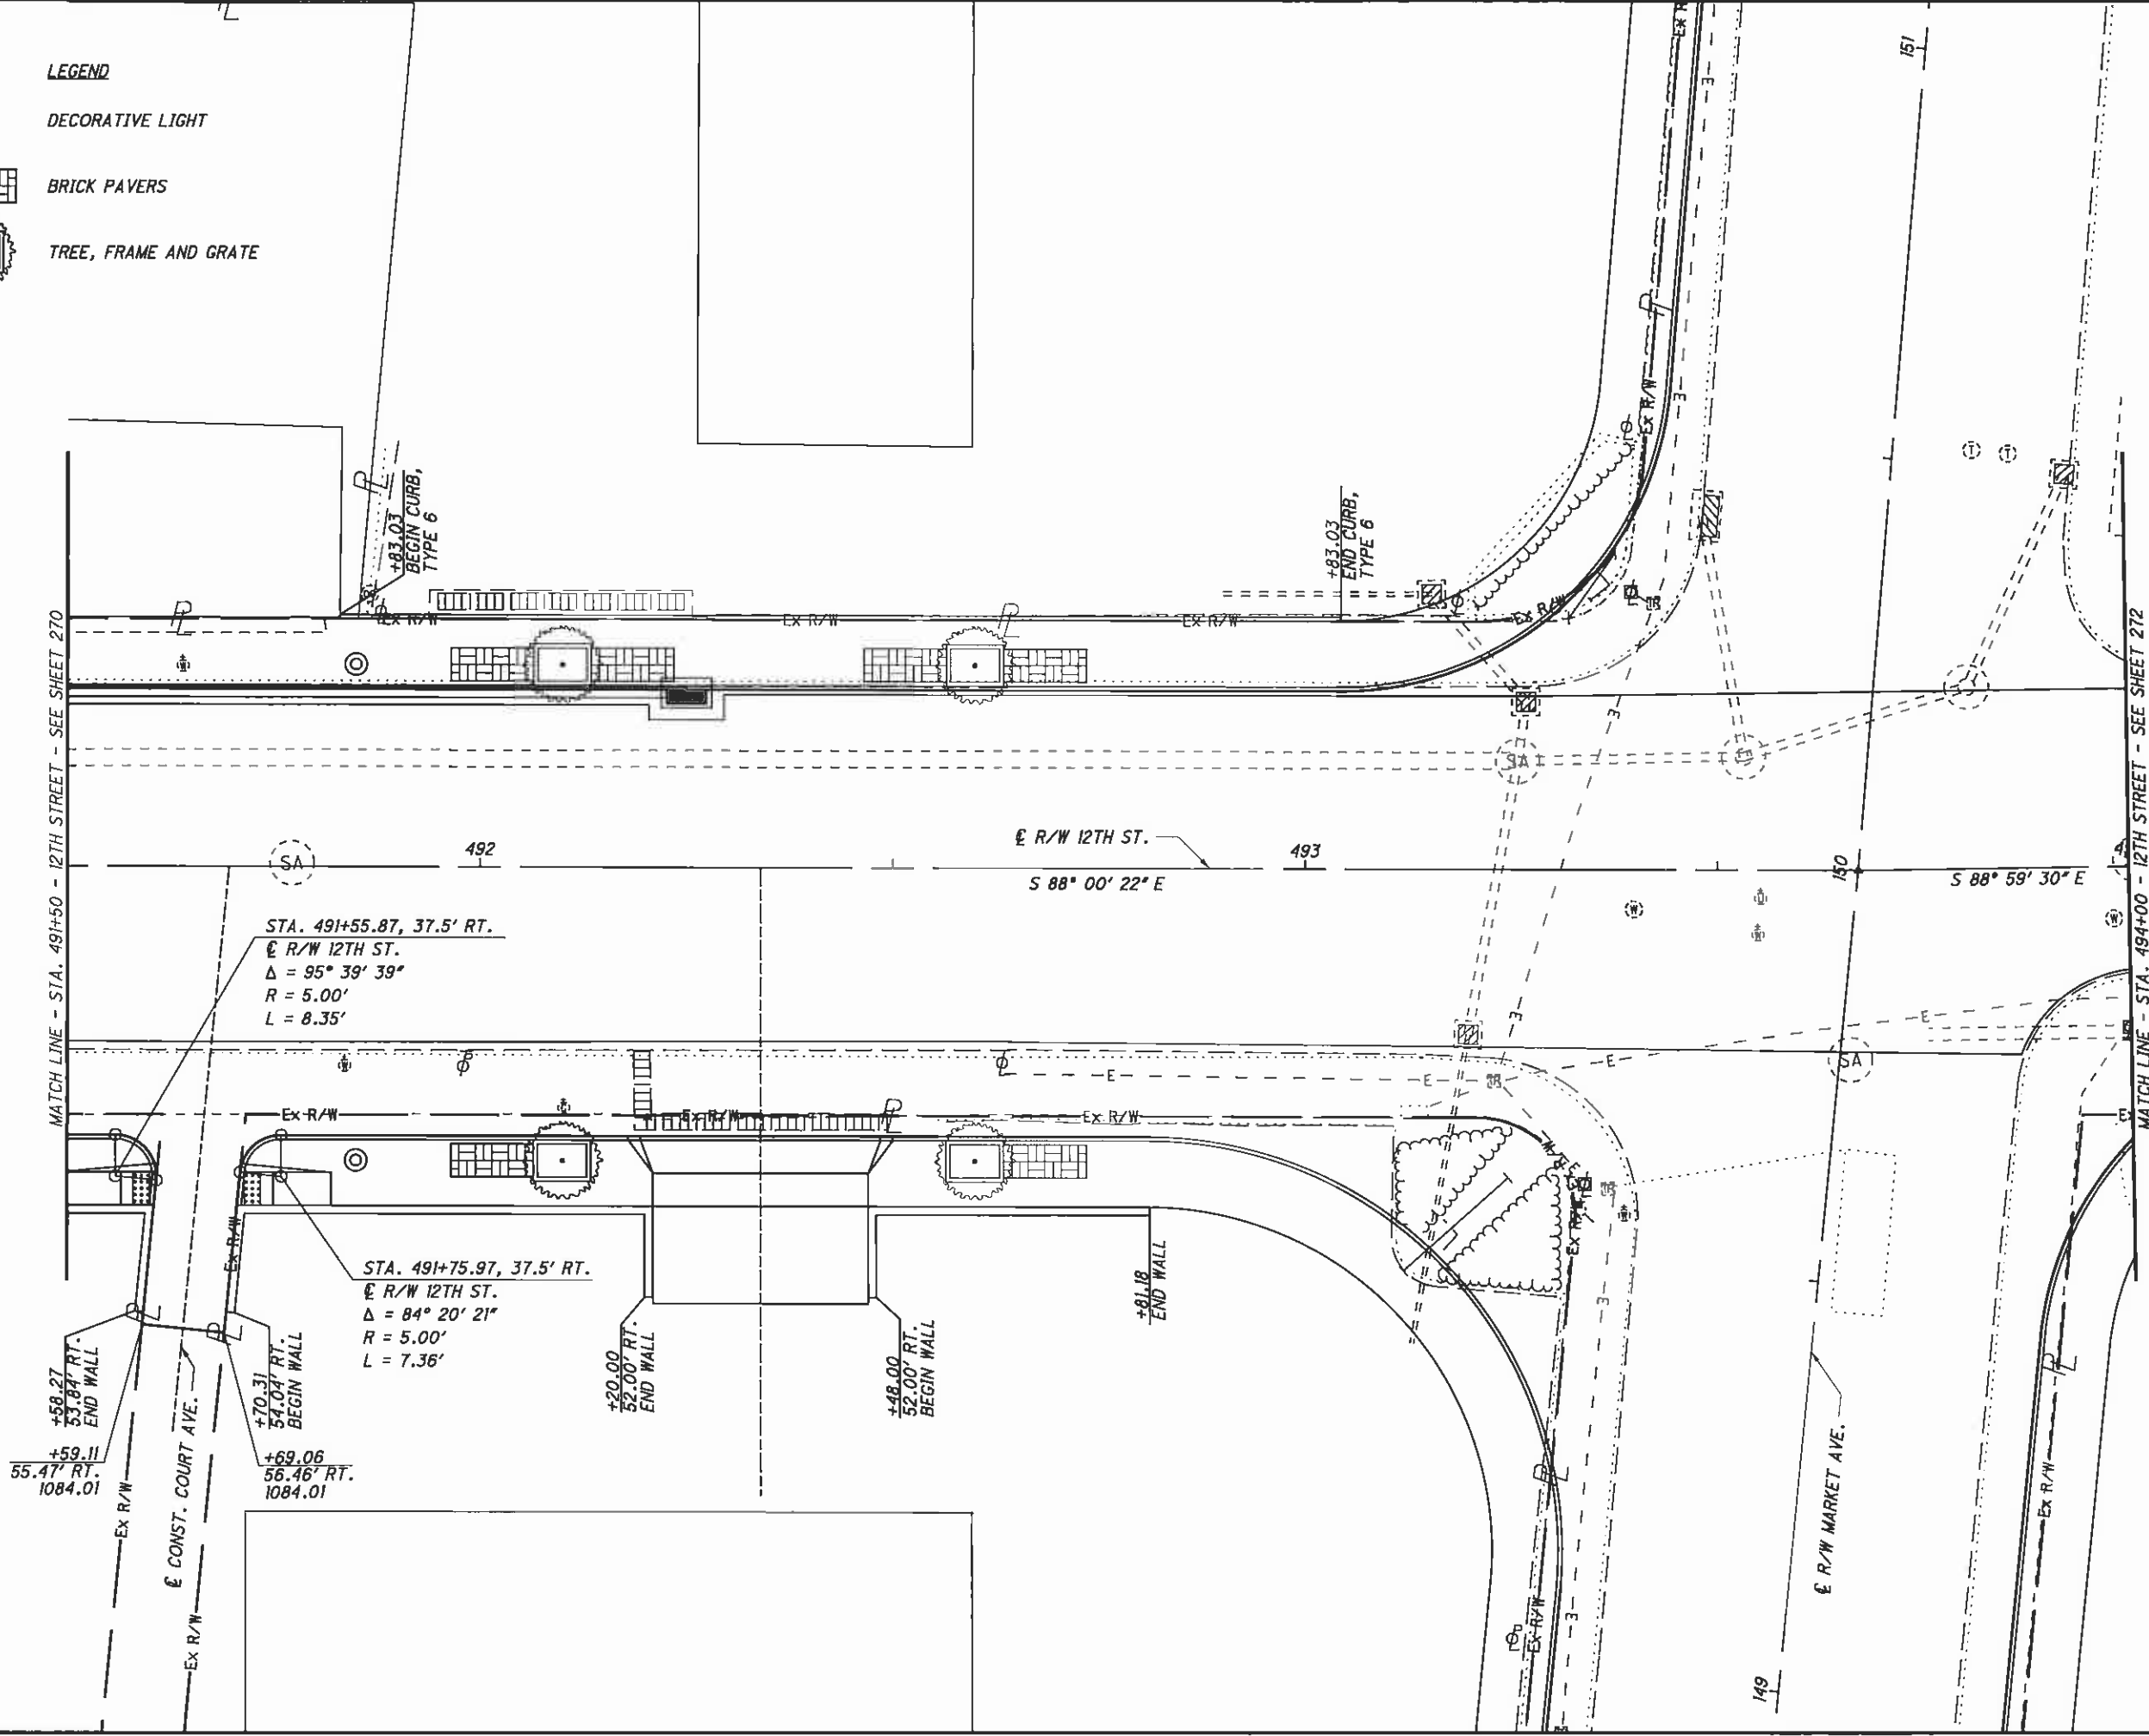 LEGEND
DECORATIVE LIGHT
BRICK PAVERS
TREE, FRAME AND GRATE
151
Ex R/W
+83.03
BEGIN CURB,
TYPE 6
+83.03
END CURB,
TYPE 6
Ex R/W
Ex R/W
Ex R/W
Ex R/W
MATCH LINE - STA. 491+50 - 12TH STREET - SEE SHEET 270
MATCH LINE - STA. 494+00 - 12TH STREET - SEE SHEET 272
T
T
SA
SA
492
℄ R/W 12TH ST.
493
S 88° 00' 22" E
150
S 88° 59' 30" E
W
W
STA. 491+55.87, 37.5' RT.
℄ R/W 12TH ST.
Δ = 95° 39' 39"
R = 5.00'
L = 8.35'
E
E
E
E
SA
Ex R/W
Ex R/W
Ex R/W
Ex R/W
Ex R/W
STA. 491+75.97, 37.5' RT.
℄ R/W 12TH ST.
Δ = 84° 20' 21"
R = 5.00'
L = 7.36'
+58.27
53.84' RT.
END WALL
+70.31
54.04' RT.
BEGIN WALL
+20.00
52.00' RT.
END WALL
+48.00
52.00' RT.
BEGIN WALL
+81.18
END WALL
+59.11
55.47' RT.
1084.01
+69.06
56.46' RT.
1084.01
℄ CONST. COURT AVE.
Ex R/W
Ex R/W
Ex R/W
Ex R/W
℄ R/W MARKET AVE.
149